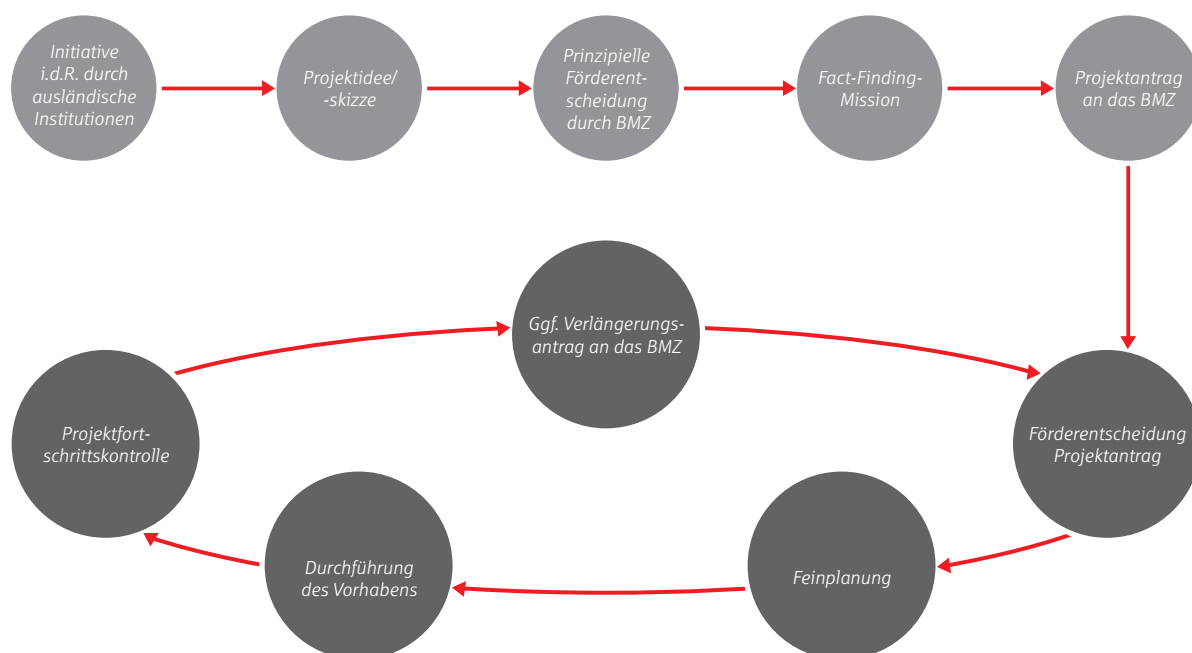 Initiative
i.d.R. durch
ausländische
Institutionen
Projektidee/
-skizze
Prinzipielle
Förderent-
scheidung
durch BMZ
Fact-Finding-
Mission
Projektantrag
an das BMZ
Ggf. Verlängerungs-
antrag an das BMZ
Projektfort-
schrittskontrolle
Förderentscheidung
Projektantrag
Durchführung
des Vorhabens
Feinplanung